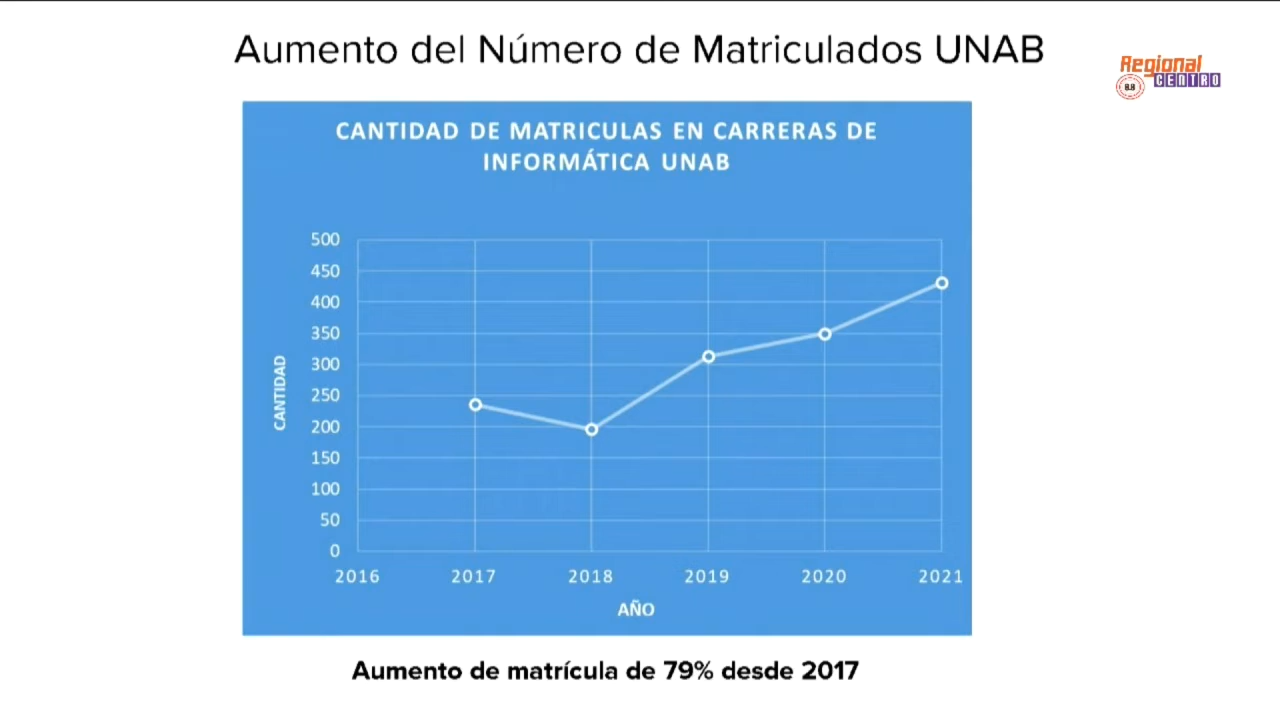 Aumento del Número de Matriculados UNAB
Regional
8.8 CENTRO
CANTIDAD DE MATRICULAS EN CARRERAS DE
INFORMÁTICA UNAB
500
450
400
350
300
250
200
150
100
50
0
CANTIDAD
2016 2017 2018 2019 2020 2021
AÑO
Aumento de matrícula de 79% desde 2017